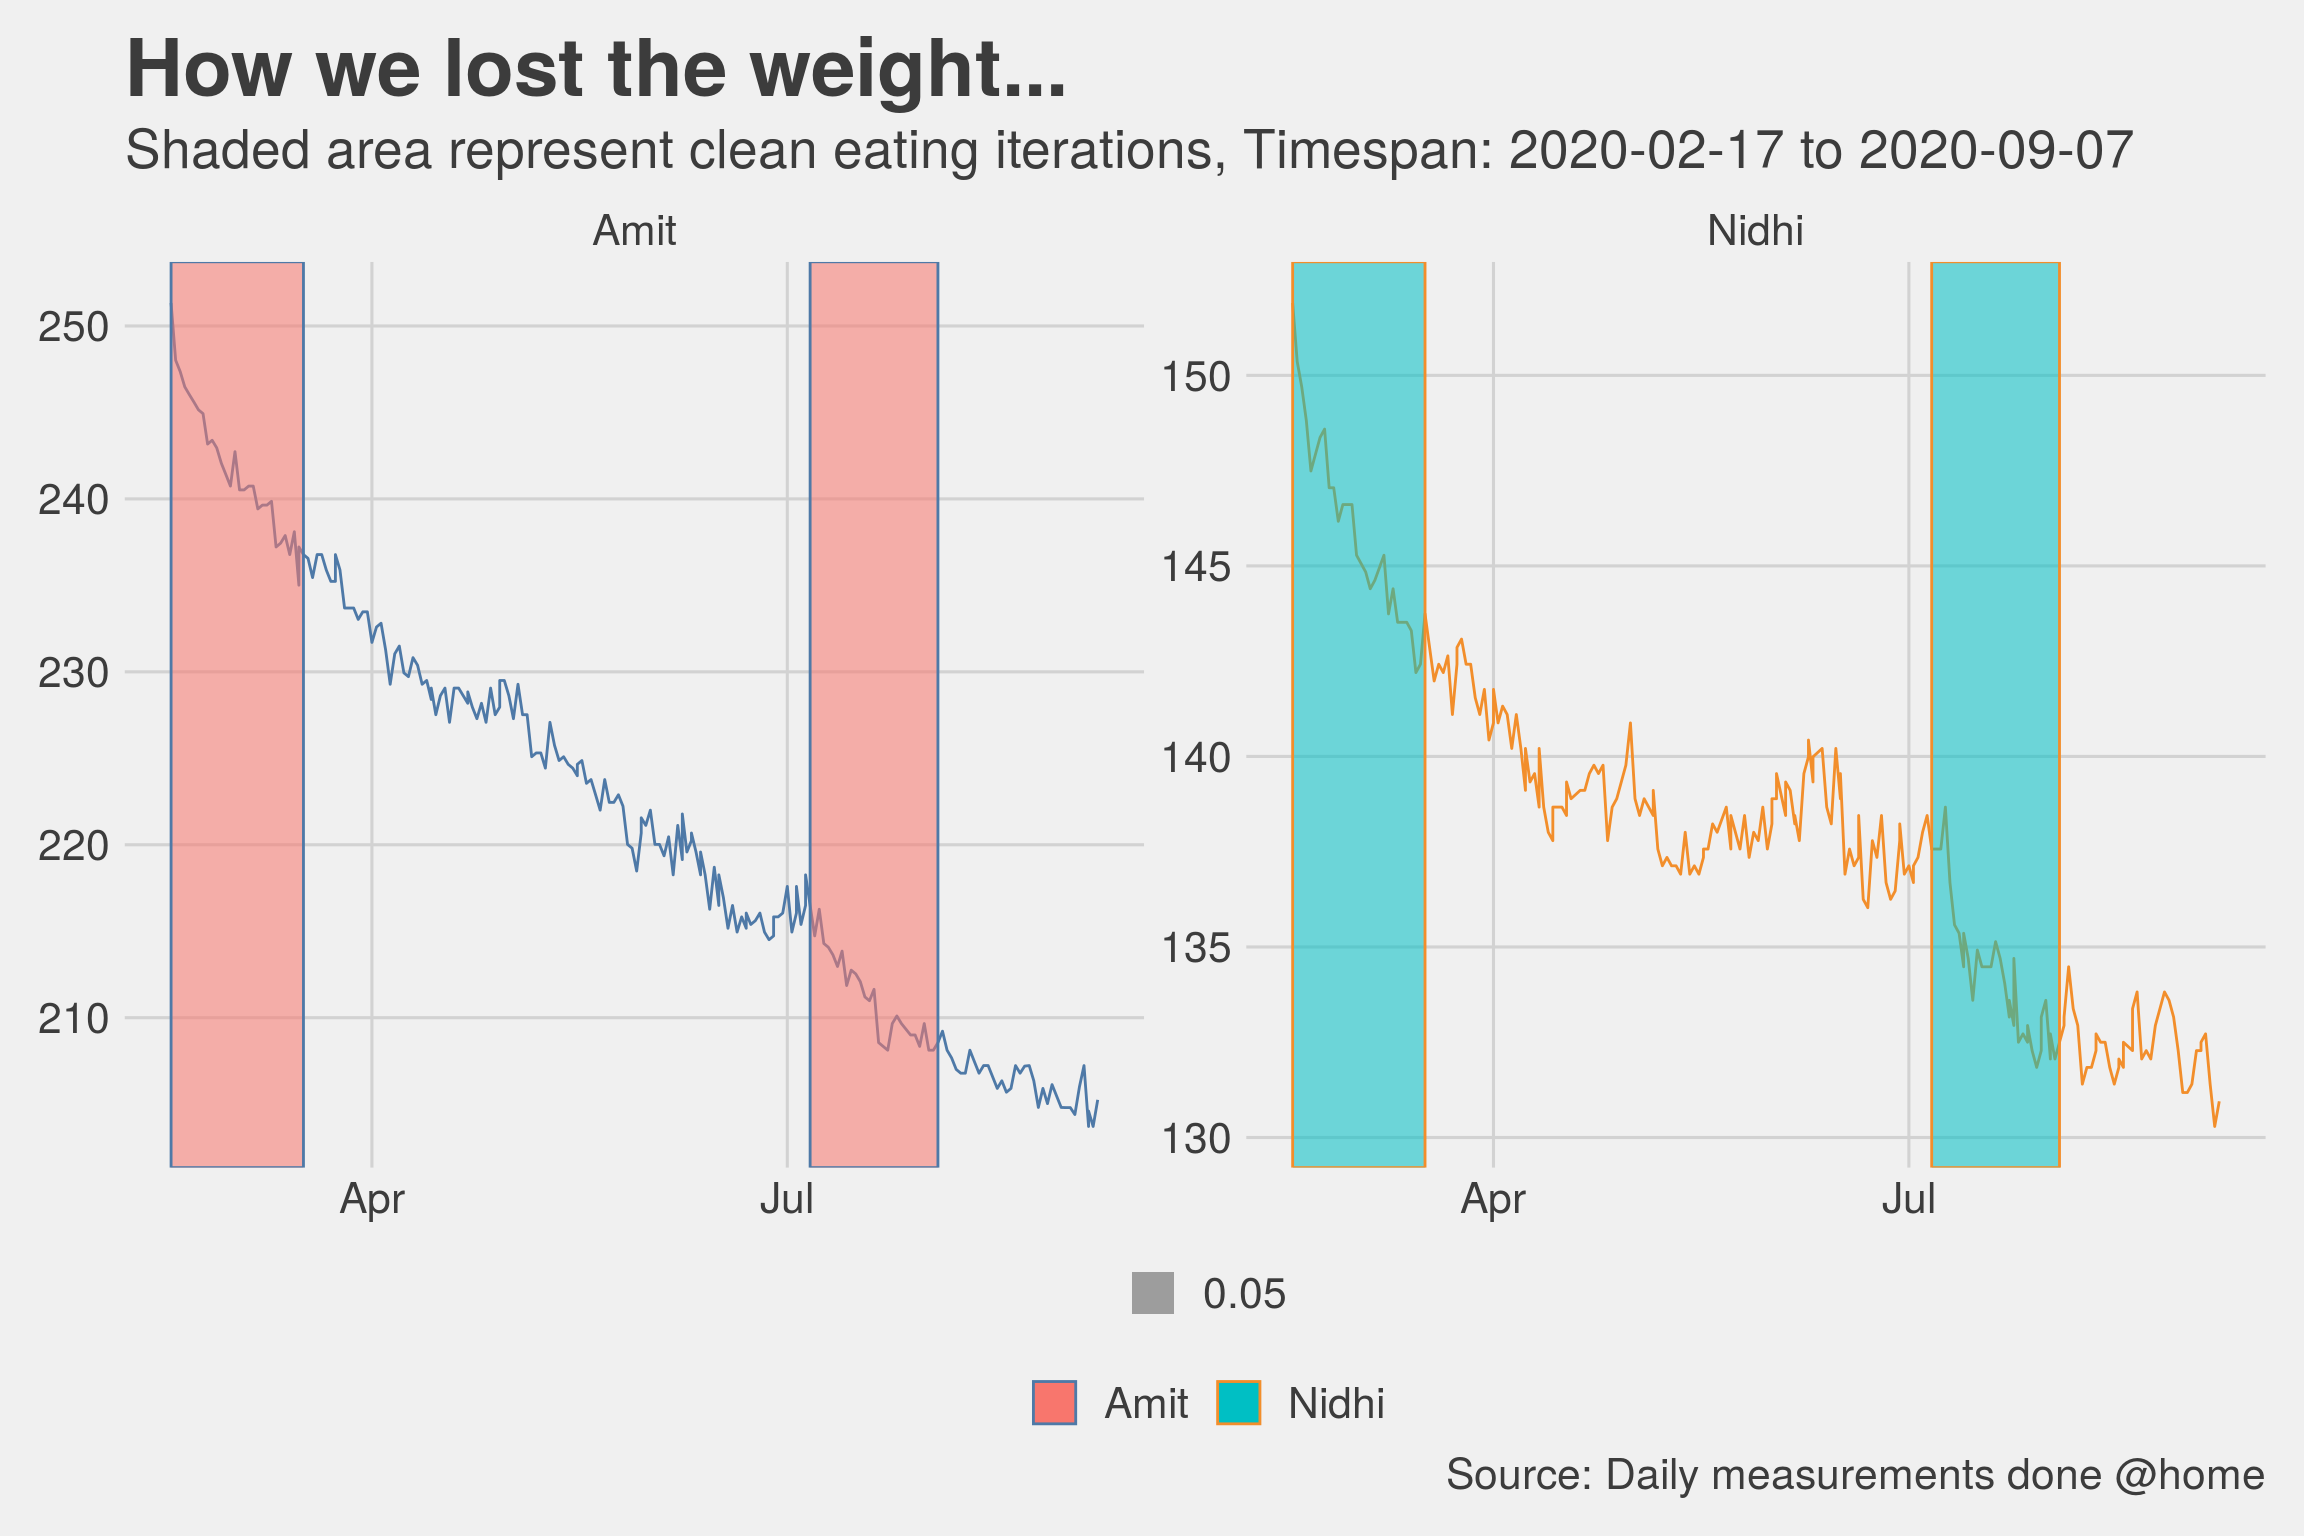 How we lost the weight...
Shaded area represent clean eating iterations, Timespan: 2020-02-17 to 2020-09-07
Amit
250
240
230
220
210
Apr
Jul
Nidhi
150
145
140
135
130
Apr
Jul
0.05
Amit
Nidhi
Source: Daily measurements done @home